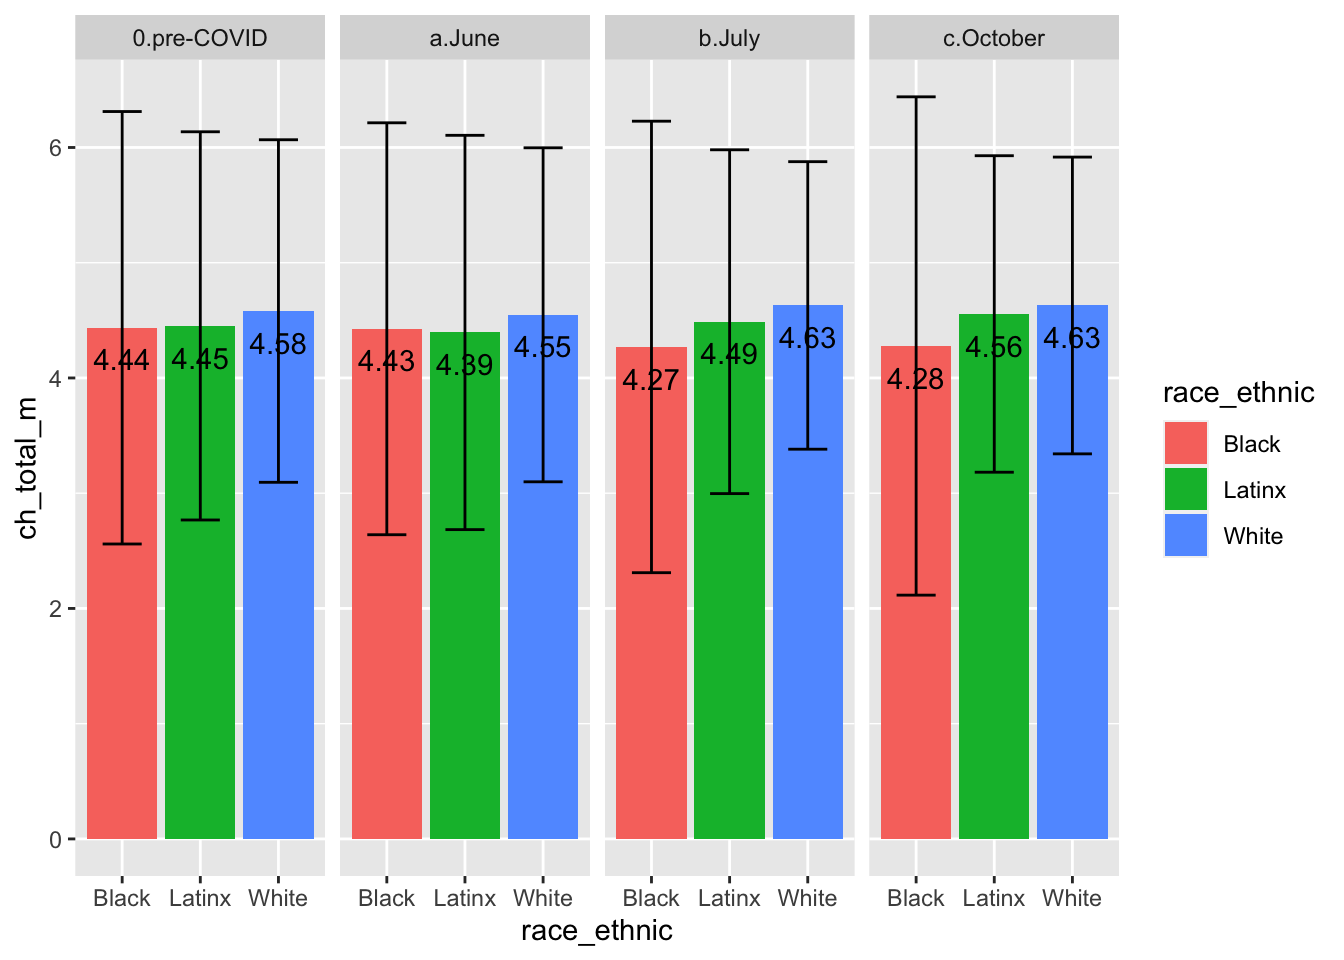 0.pre-COVID a.June b.July c.October
ch_total_m
6
4
2
0
4.44 4.45 4.58 4.43 4.39 4.55 4.27 4.49 4.63 4.28 4.56 4.63
Black Latinx White Black Latinx White Black Latinx White Black Latinx White
race_ethnic
race_ethnic
Black
Latinx
White